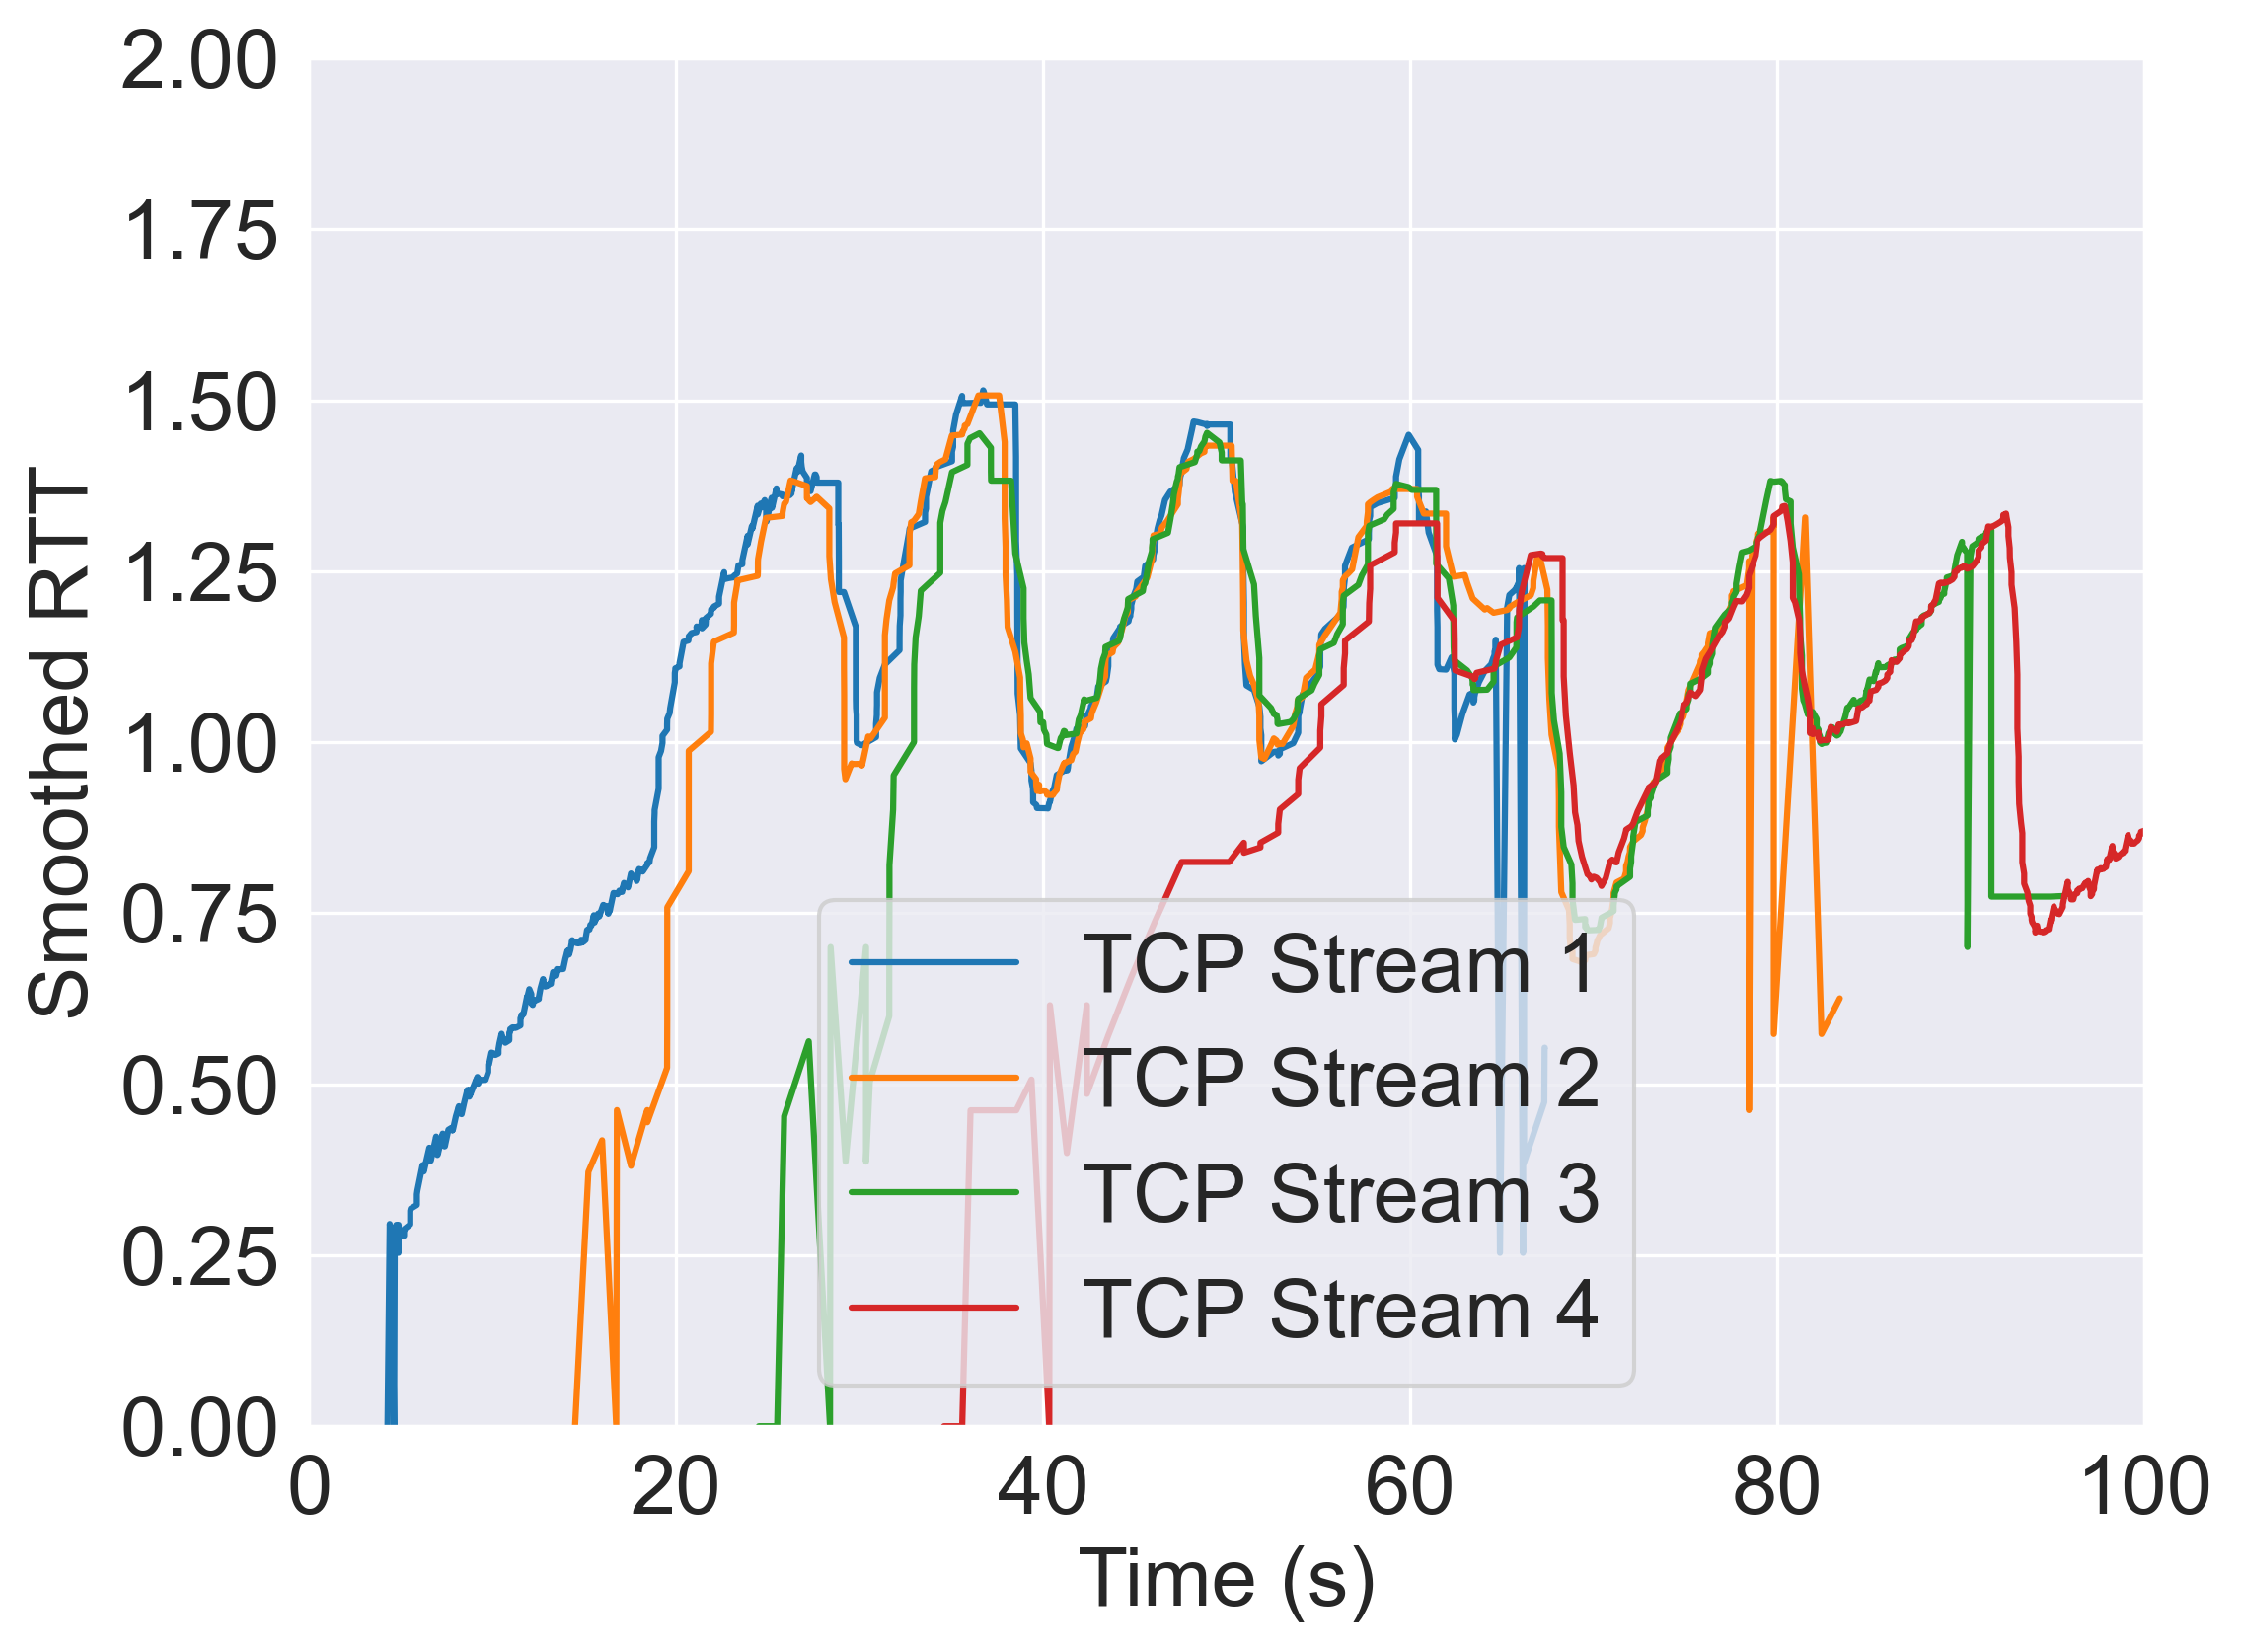 2.00
1.75
1.50
1.25
1.00
0.75
0.50
0.25
0.00
Smoothed RTT
TCP Stream 1
TCP Stream 2
TCP Stream 3
TCP Stream 4
0 20 40 60 80 100
Time (s)